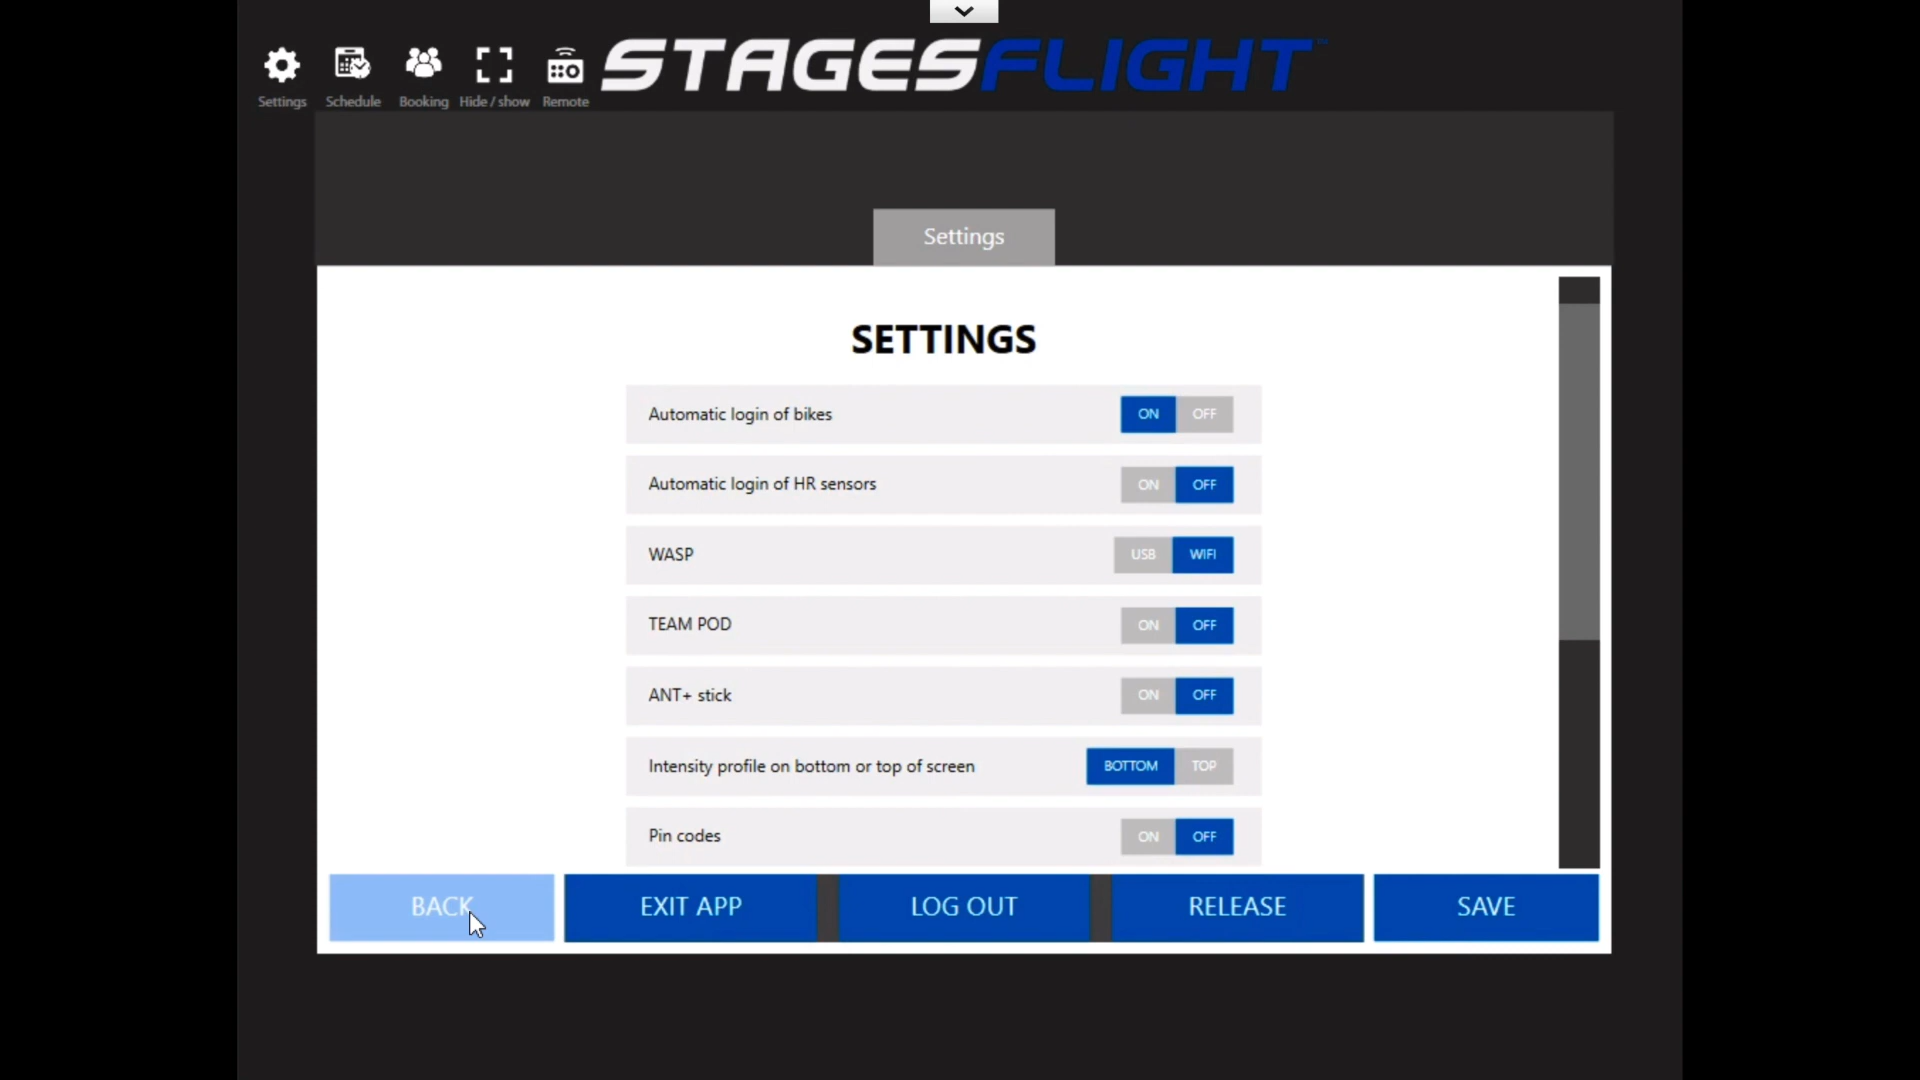 STAGESFLIGHT™
Settings Schedule Booking Hide / show Remote
Settings
SETTINGS
Automatic login of bikes ON OFF
Automatic login of HR sensors ON OFF
WASP USB WIFI
TEAM POD ON OFF
ANT+ stick ON OFF
Intensity profile on bottom or top of screen BOTTOM TOP
Pin codes ON OFF
BACK EXIT APP LOG OUT RELEASE SAVE